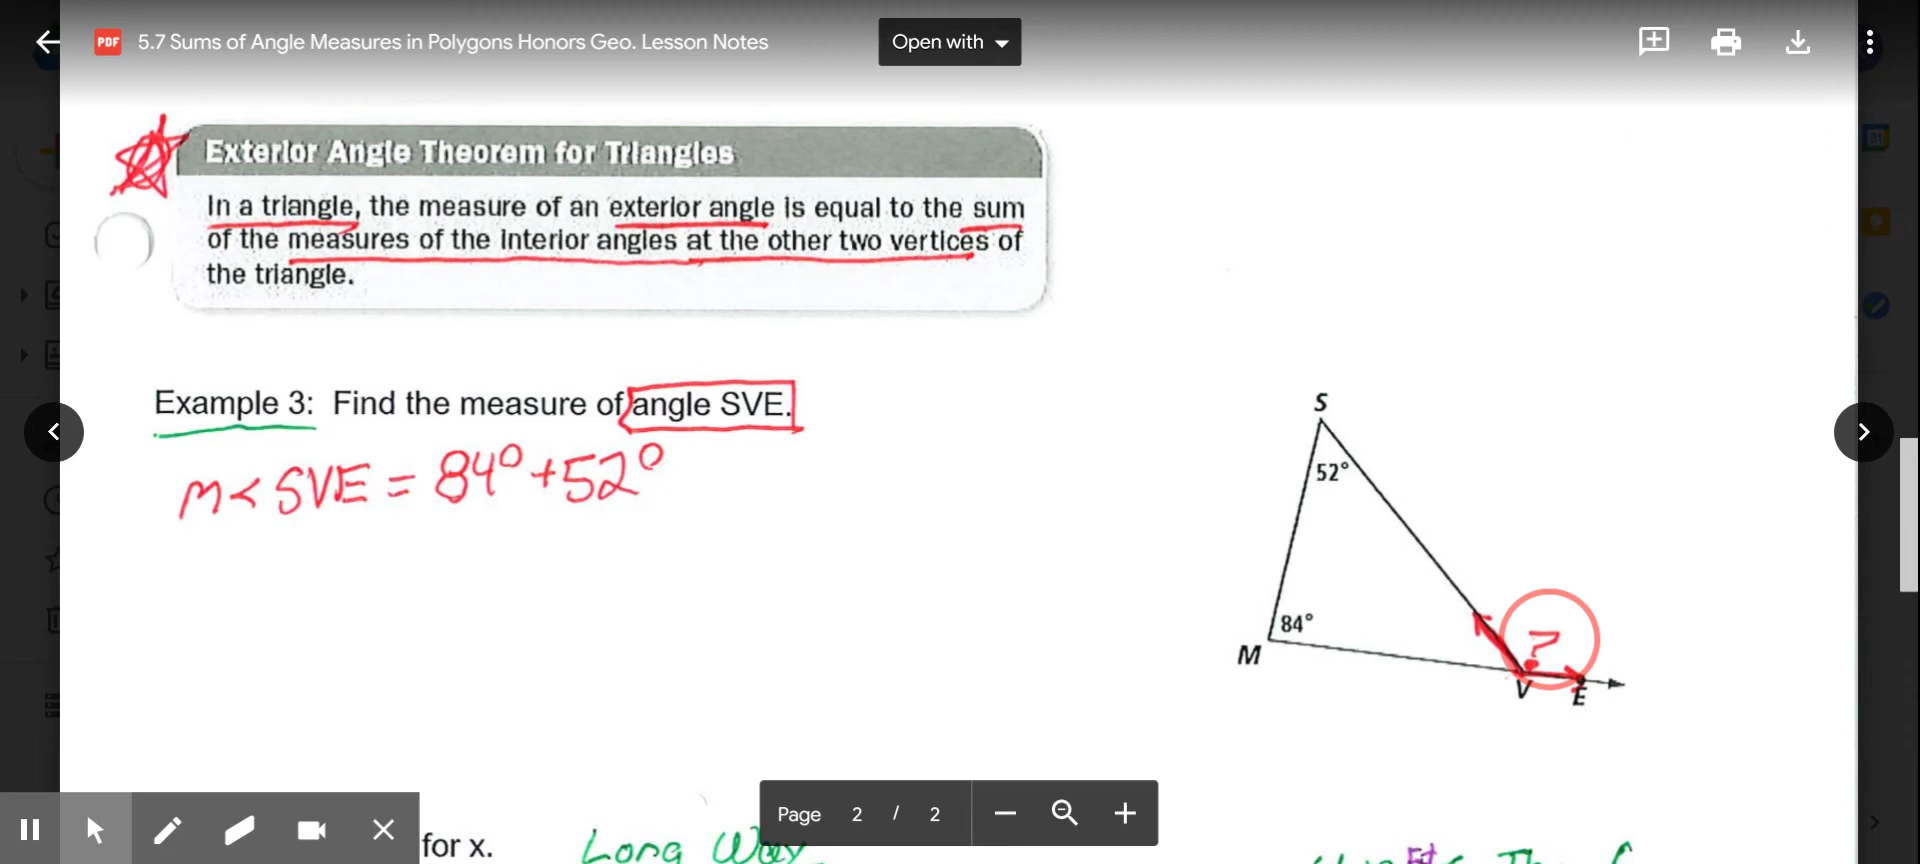 PDF 5.7 Sums of Angle Measures in Polygons Honors Geo. Lesson Notes
Open with
Exterior Angle Theorem for Triangles
In a triangle, the measure of an exterior angle is equal to the sum
of the measures of the interior angles at the other two vertices of
the triangle.
Example 3: Find the measure of angle SVE.
m< SVE = 84° + 52°
S
52°
84°
M
?
V
E
Page 2 / 2
for x.
Long Way